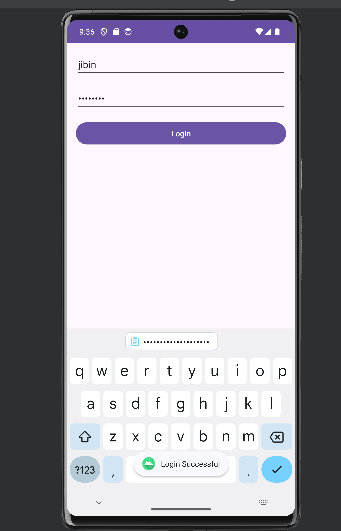 9:36
jibin
••••••••
Login
••••••••••••••••••••
q w e r t y u i o p
a s d f g h j k l
z x c v b n m
?123 , Login Successful .